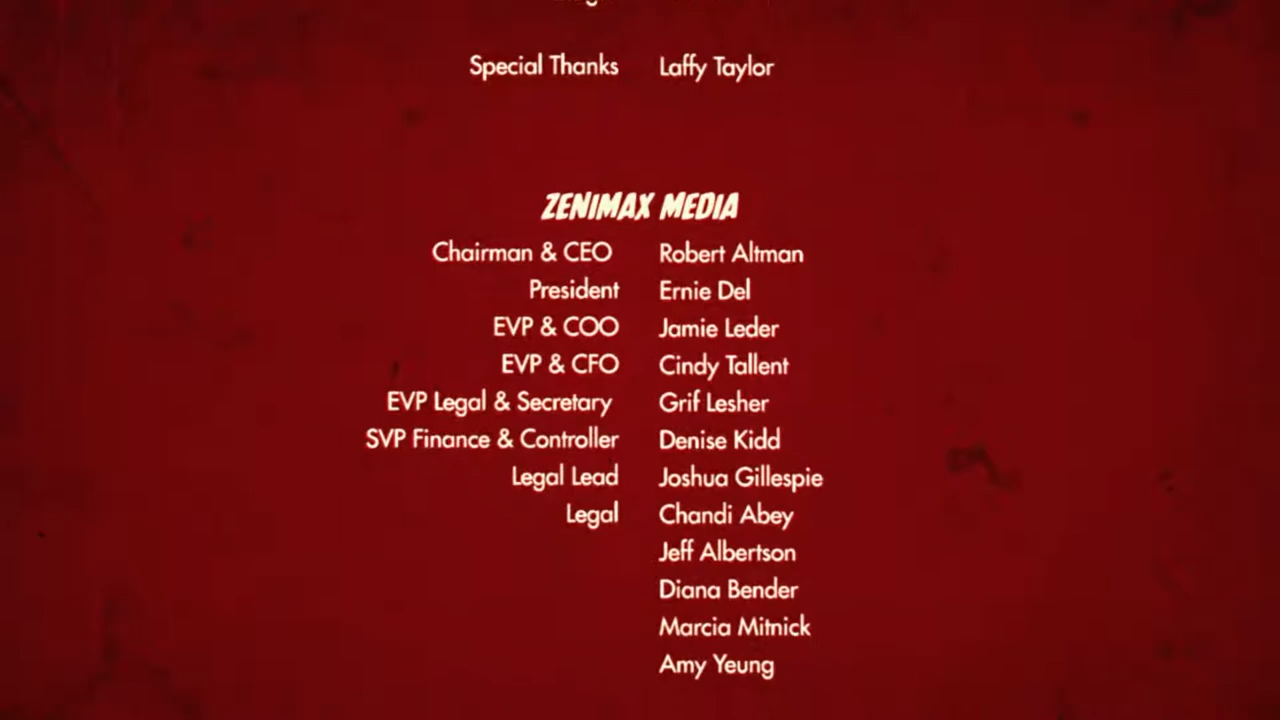 Special Thanks Laffy Taylor
ZENIMAX MEDIA
Chairman & CEO Robert Altman
President Ernie Del
EVP & COO Jamie Leder
EVP & CFO Cindy Tallent
EVP Legal & Secretary Grif Lesher
SVP Finance & Controller Denise Kidd
Legal Lead Joshua Gillespie
Legal Chandi Abey
Jeff Albertson
Diana Bender
Marcia Mitnick
Amy Yeung